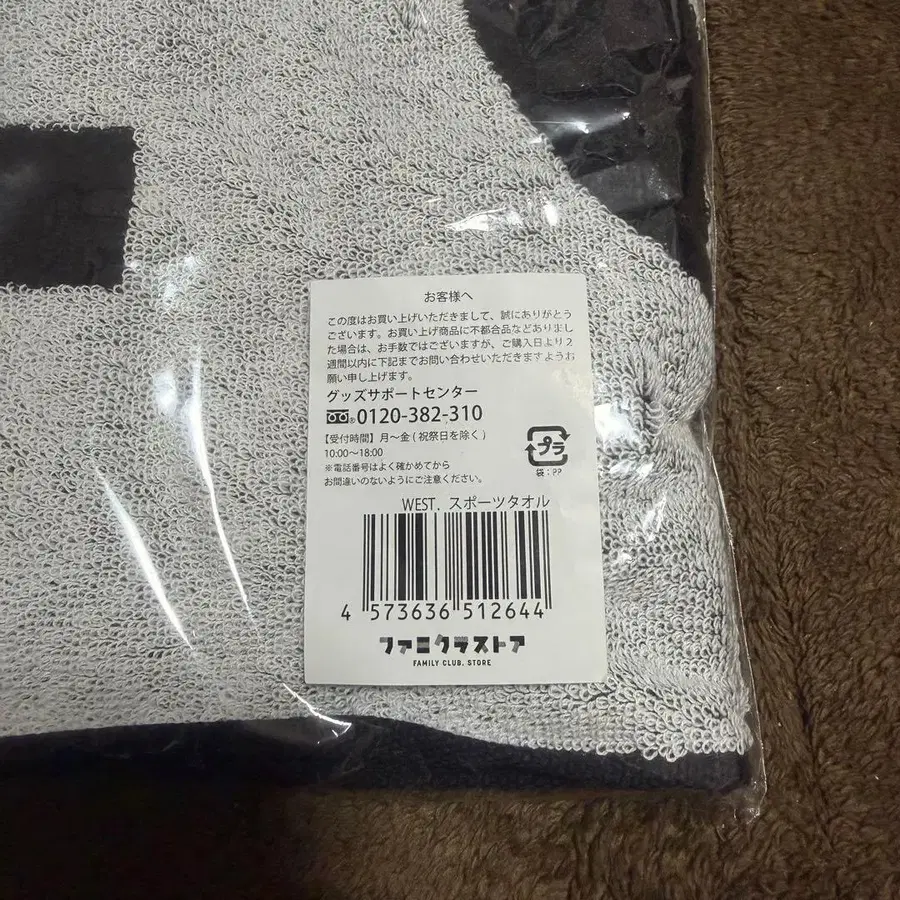 お客様へ
この度はお買い上げいただきまして、誠にありがとう
ございます。お買い上げ商品に不都合品などありまし
た場合は、お手数ではございますが、ご購入日より2
週間以内に下記までお問い合わせいただきますようお
願い申し上げます。
グッズサポートセンター
0120-382-310
【受付時間】月〜金(祝祭日を除く)
10:00〜18:00
※電話番号はよく確かめてから
お間違いのないようにご注意ください。
プラ
袋:PP
WEST. スポーツタオル
4 573636 512644
ファミクラストア
FAMILY CLUB. STORE